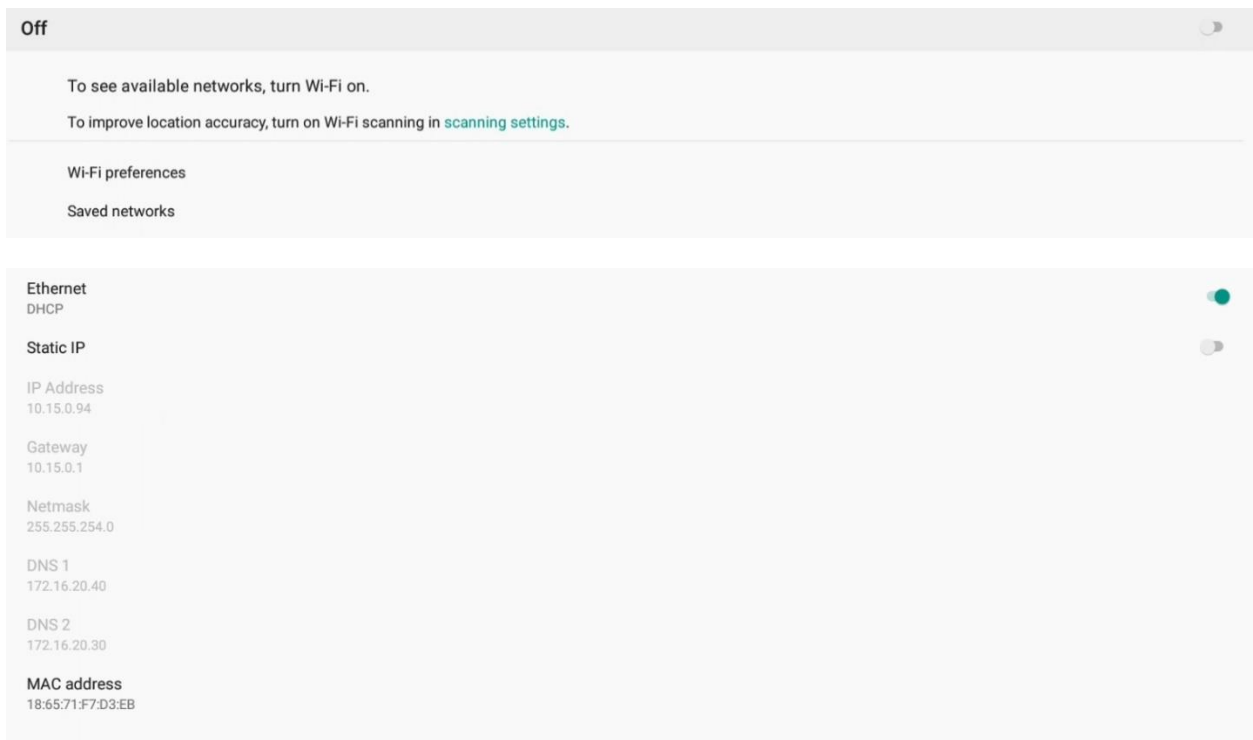 Off
To see available networks, turn Wi-Fi on.
To improve location accuracy, turn on Wi-Fi scanning in scanning settings.
Wi-Fi preferences
Saved networks
Ethernet
DHCP
Static IP
IP Address
10.15.0.94
Gateway
10.15.0.1
Netmask
255.255.254.0
DNS 1
172.16.20.40
DNS 2
172.16.20.30
MAC address
18:65:71:F7:D3:EB